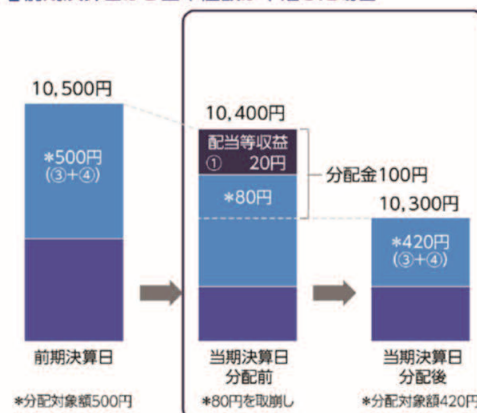 10,500円
*500円
(③+④)
前期決算日
*分配対象額500円
10,400円
配当等収益
① 20円
*80円
分配金100円
当期決算日
分配前
*80円を取崩し
10,300円
*420円
(③+④)
当期決算日
分配後
*分配対象額420円